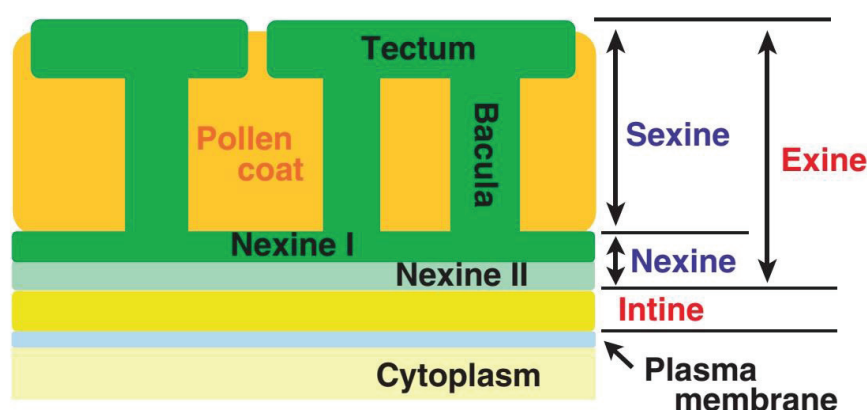 Tectum
Pollen
coat
Bacula
Sexine
Exine
Nexine I
Nexine II
Nexine
Intine
Cytoplasm
Plasma
membrane